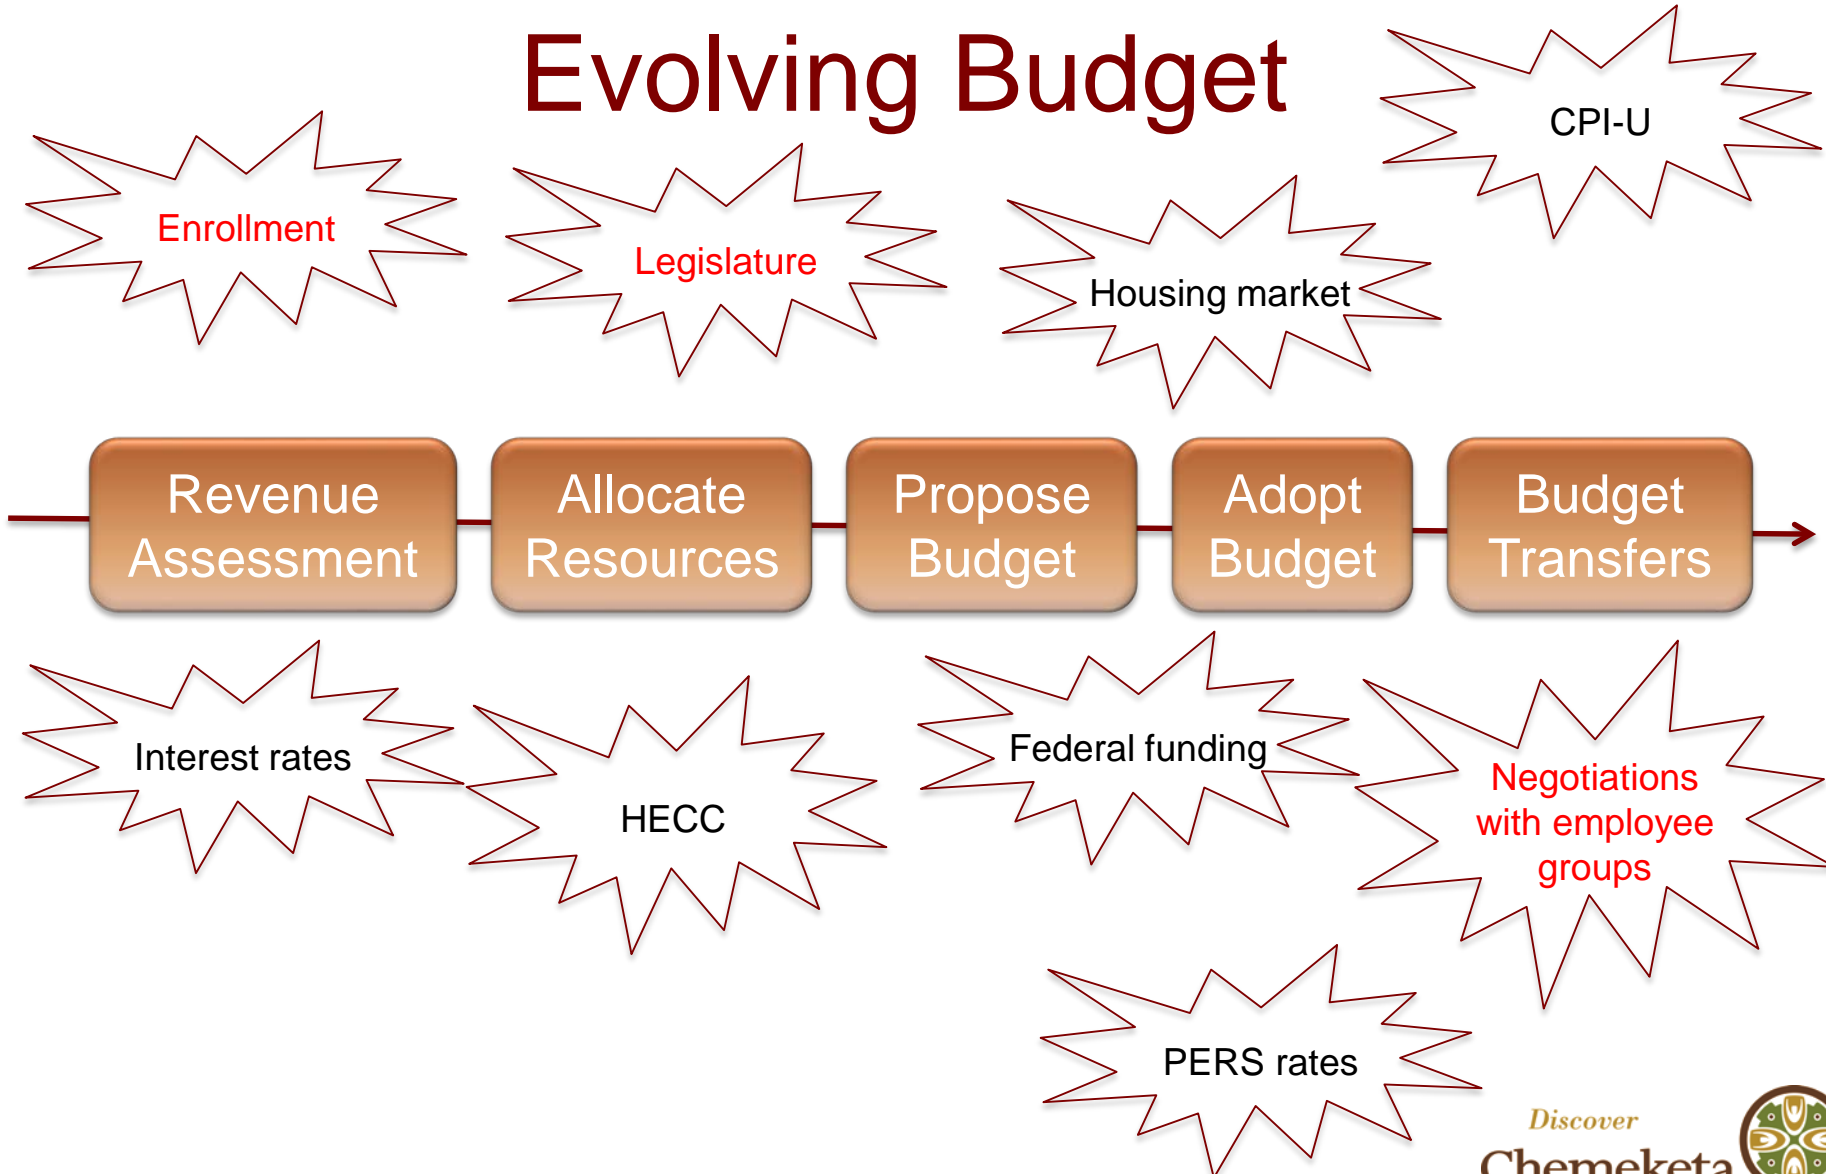 Evolving Budget
CPI-U
Enrollment
Legislature
Housing market
Revenue
Assessment
Allocate
Resources
Propose
Budget
Adopt
Budget
Budget
Transfers
Interest rates
HECC
Federal funding
Negotiations
with employee
groups
PERS rates
Discover
Chemeketa